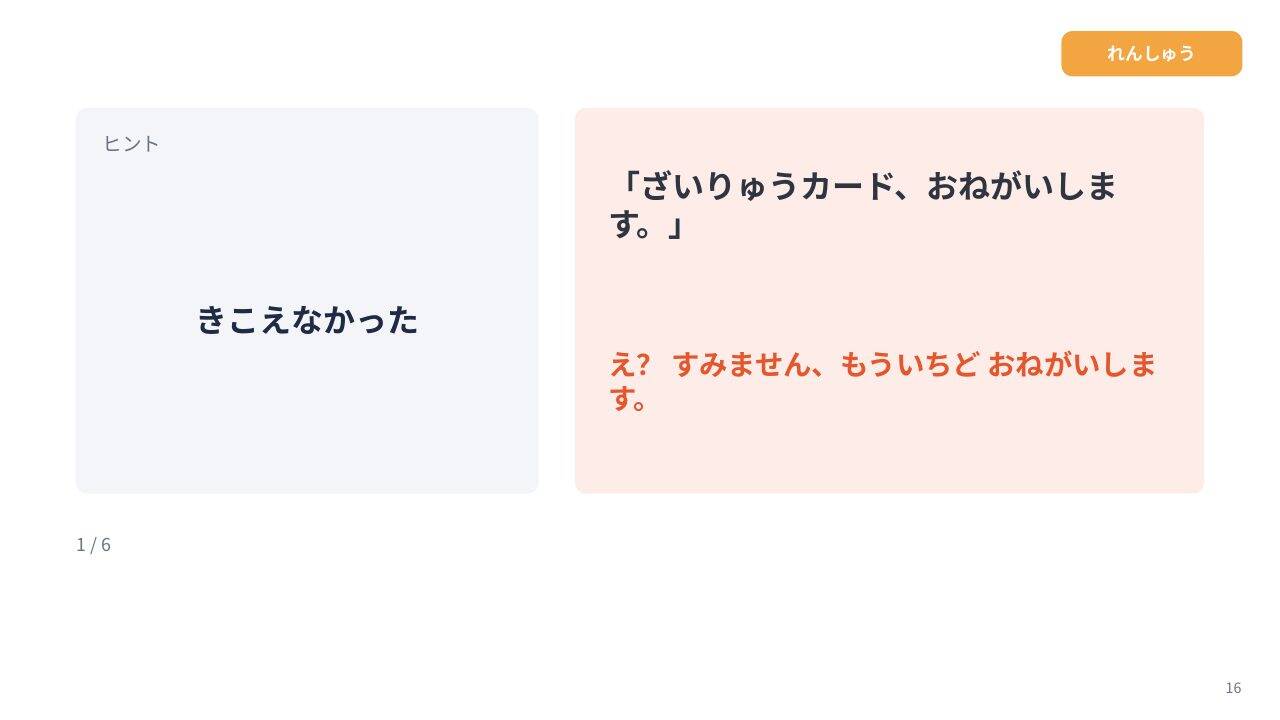 れんしゅう
ヒント
きこえなかった
「ざいりゅうカード、おねがいしま
す。」
え？ すみません、もういちど おねがいしま
す。
1 / 6
16